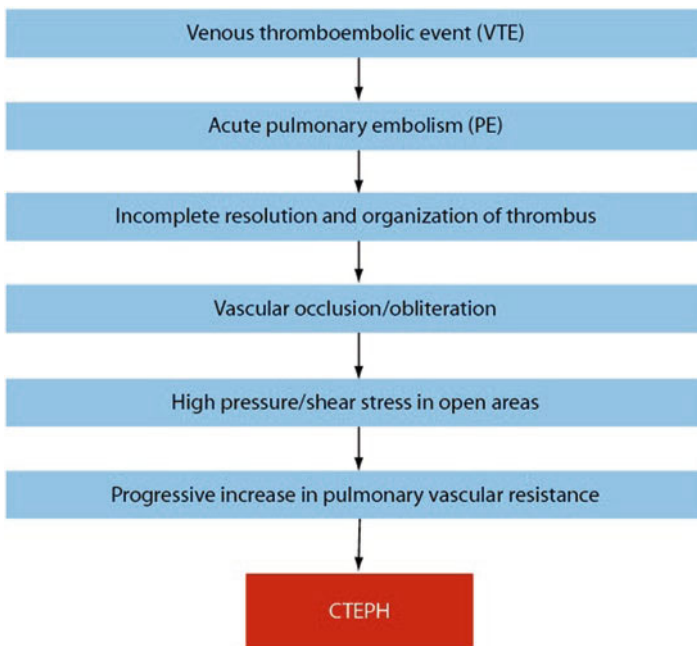 Venous thromboembolic event (VTE)
Acute pulmonary embolism (PE)
Incomplete resolution and organization of thrombus
Vascular occlusion/obliteration
High pressure/shear stress in open areas
Progressive increase in pulmonary vascular resistance
CTEPH